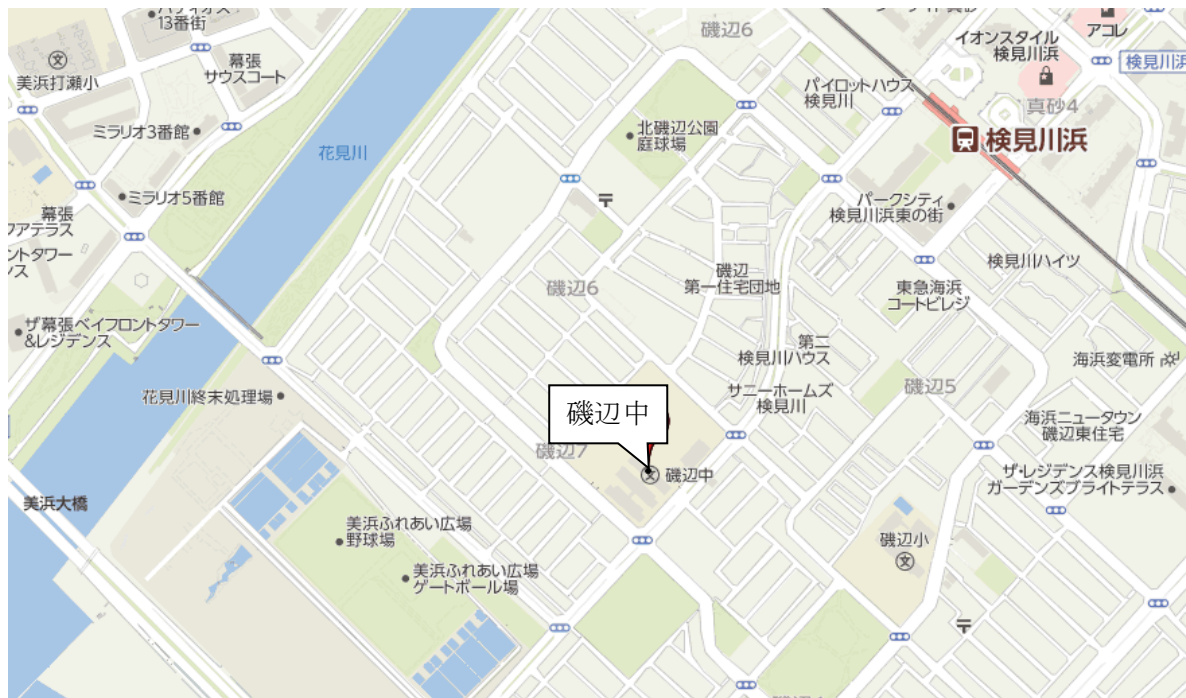 パティオス
13番街
美浜打瀬小
幕張
サウスコート
ミラリオ3番館
花見川
ミラリオ5番館
幕張
ントタワー
ザ幕張ベイフロントタワー
&レジデンス
花見川終末処理場
美浜大橋
磯辺6
北磯辺公園
庭球場
〒
磯辺6
磯辺
第一住宅団地
第二
検見川ハウス
サニーホームズ
検見川
磯辺中
磯辺7
文 磯辺中
美浜ふれあい広場
野球場
美浜ふれあい広場
ゲートボール場
イオンスタイル
検見川浜
アコレ
検見川浜
パイロットハウス
検見川
真砂4
検見川浜
パークシティ
検見川浜東の街
検見川ハイツ
東急海浜
コートビレジ
海浜変電所
磯辺5
海浜ニュータウン
磯辺東住宅
ザ・レジデンス検見川浜
ガーデンズブライトテラス
磯辺小
文
〒